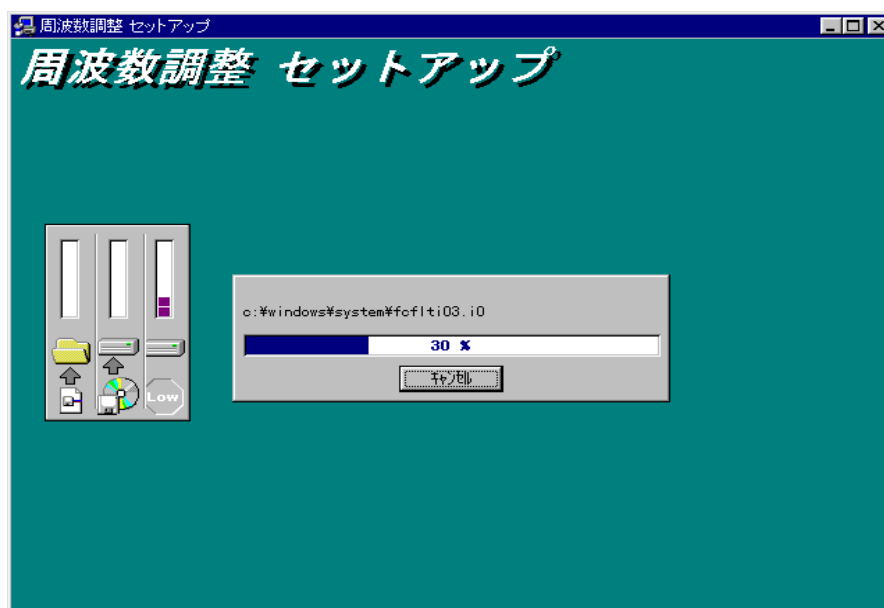 周波数調整 セットアップ
周波数調整 セットアップ
c:¥windows¥system¥fcflti03.i0
30 %
ｷｬﾝｾﾙ
Low